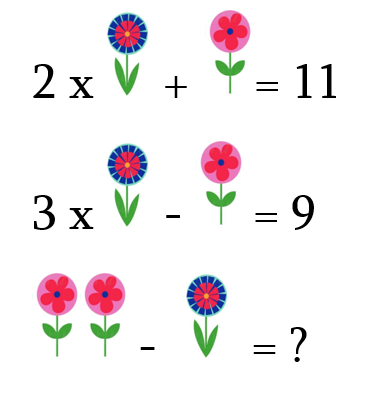 2 x + = 11
3 x - = 9
- = ?